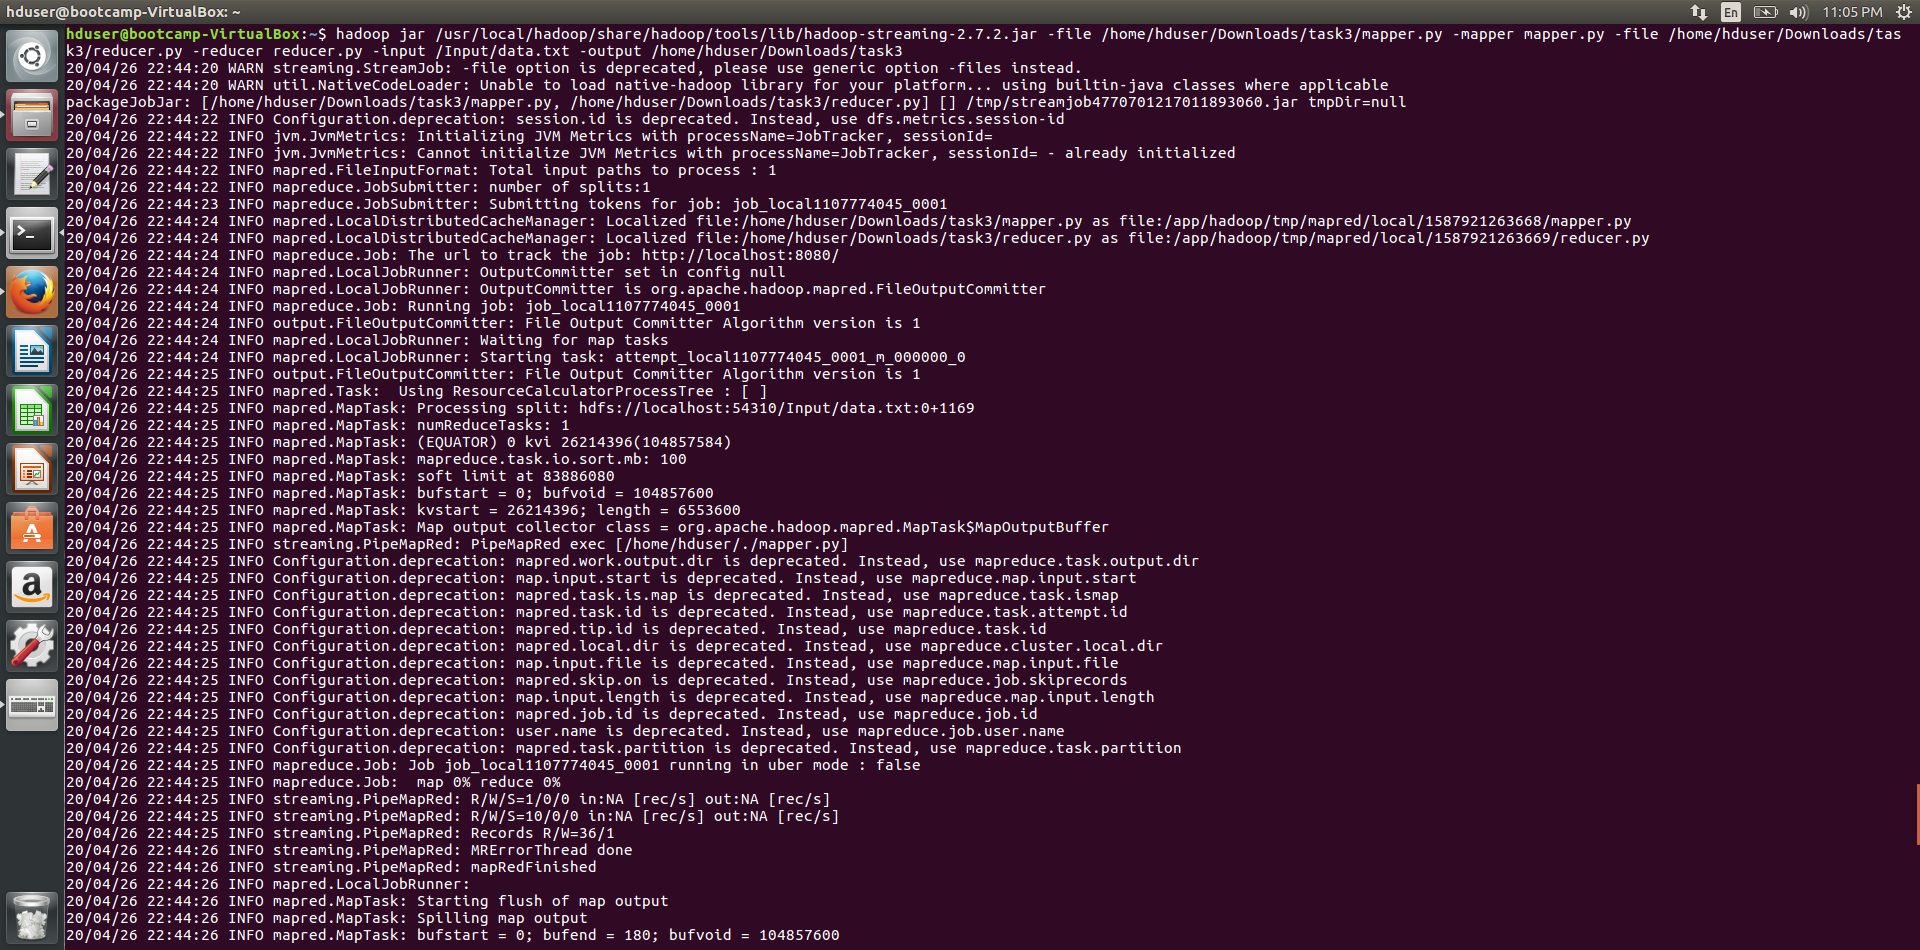 hduser@bootcamp-VirtualBox: ~
En
11:05 PM
hduser@bootcamp-VirtualBox:~$ hadoop jar /usr/local/hadoop/share/hadoop/tools/lib/hadoop-streaming-2.7.2.jar -file /home/hduser/Downloads/task3/mapper.py -mapper mapper.py -file /home/hduser/Downloads/tas
k3/reducer.py -reducer reducer.py -input /Input/data.txt -output /home/hduser/Downloads/task3
20/04/26 22:44:20 WARN streaming.StreamJob: -file option is deprecated, please use generic option -files instead.
20/04/26 22:44:20 WARN util.NativeCodeLoader: Unable to load native-hadoop library for your platform... using builtin-java classes where applicable
packageJobJar: [/home/hduser/Downloads/task3/mapper.py, /home/hduser/Downloads/task3/reducer.py] [] /tmp/streamjob4770701217011893060.jar tmpDir=null
20/04/26 22:44:22 INFO Configuration.deprecation: session.id is deprecated. Instead, use dfs.metrics.session-id
20/04/26 22:44:22 INFO jvm.JvmMetrics: Initializing JVM Metrics with processName=JobTracker, sessionId=
20/04/26 22:44:22 INFO jvm.JvmMetrics: Cannot initialize JVM Metrics with processName=JobTracker, sessionId= - already initialized
20/04/26 22:44:22 INFO mapred.FileInputFormat: Total input paths to process : 1
20/04/26 22:44:22 INFO mapreduce.JobSubmitter: number of splits:1
20/04/26 22:44:23 INFO mapreduce.JobSubmitter: Submitting tokens for job: job_local1107774045_0001
20/04/26 22:44:24 INFO mapred.LocalDistributedCacheManager: Localized file:/home/hduser/Downloads/task3/mapper.py as file:/app/hadoop/tmp/mapred/local/1587921263668/mapper.py
20/04/26 22:44:24 INFO mapred.LocalDistributedCacheManager: Localized file:/home/hduser/Downloads/task3/reducer.py as file:/app/hadoop/tmp/mapred/local/1587921263669/reducer.py
20/04/26 22:44:24 INFO mapreduce.Job: The url to track the job: http://localhost:8080/
20/04/26 22:44:24 INFO mapred.LocalJobRunner: OutputCommitter set in config null
20/04/26 22:44:24 INFO mapred.LocalJobRunner: OutputCommitter is org.apache.hadoop.mapred.FileOutputCommitter
20/04/26 22:44:24 INFO mapreduce.Job: Running job: job_local1107774045_0001
20/04/26 22:44:24 INFO output.FileOutputCommitter: File Output Committer Algorithm version is 1
20/04/26 22:44:24 INFO mapred.LocalJobRunner: Waiting for map tasks
20/04/26 22:44:24 INFO mapred.LocalJobRunner: Starting task: attempt_local1107774045_0001_m_000000_0
20/04/26 22:44:25 INFO output.FileOutputCommitter: File Output Committer Algorithm version is 1
20/04/26 22:44:25 INFO mapred.Task:  Using ResourceCalculatorProcessTree : [ ]
20/04/26 22:44:25 INFO mapred.MapTask: Processing split: hdfs://localhost:54310/Input/data.txt:0+1169
20/04/26 22:44:25 INFO mapred.MapTask: numReduceTasks: 1
20/04/26 22:44:25 INFO mapred.MapTask: (EQUATOR) 0 kvi 26214396(104857584)
20/04/26 22:44:25 INFO mapred.MapTask: mapreduce.task.io.sort.mb: 100
20/04/26 22:44:25 INFO mapred.MapTask: soft limit at 83886080
20/04/26 22:44:25 INFO mapred.MapTask: bufstart = 0; bufvoid = 104857600
20/04/26 22:44:25 INFO mapred.MapTask: kvstart = 26214396; length = 6553600
20/04/26 22:44:25 INFO mapred.MapTask: Map output collector class = org.apache.hadoop.mapred.MapTask$MapOutputBuffer
20/04/26 22:44:25 INFO streaming.PipeMapRed: PipeMapRed exec [/home/hduser/./mapper.py]
20/04/26 22:44:25 INFO Configuration.deprecation: mapred.work.output.dir is deprecated. Instead, use mapreduce.task.output.dir
20/04/26 22:44:25 INFO Configuration.deprecation: map.input.start is deprecated. Instead, use mapreduce.map.input.start
20/04/26 22:44:25 INFO Configuration.deprecation: mapred.task.is.map is deprecated. Instead, use mapreduce.task.ismap
20/04/26 22:44:25 INFO Configuration.deprecation: mapred.task.id is deprecated. Instead, use mapreduce.task.attempt.id
20/04/26 22:44:25 INFO Configuration.deprecation: mapred.tip.id is deprecated. Instead, use mapreduce.task.id
20/04/26 22:44:25 INFO Configuration.deprecation: mapred.local.dir is deprecated. Instead, use mapreduce.cluster.local.dir
20/04/26 22:44:25 INFO Configuration.deprecation: map.input.file is deprecated. Instead, use mapreduce.map.input.file
20/04/26 22:44:25 INFO Configuration.deprecation: mapred.skip.on is deprecated. Instead, use mapreduce.job.skiprecords
20/04/26 22:44:25 INFO Configuration.deprecation: map.input.length is deprecated. Instead, use mapreduce.map.input.length
20/04/26 22:44:25 INFO Configuration.deprecation: mapred.job.id is deprecated. Instead, use mapreduce.job.id
20/04/26 22:44:25 INFO Configuration.deprecation: user.name is deprecated. Instead, use mapreduce.job.user.name
20/04/26 22:44:25 INFO Configuration.deprecation: mapred.task.partition is deprecated. Instead, use mapreduce.task.partition
20/04/26 22:44:25 INFO mapreduce.Job: Job job_local1107774045_0001 running in uber mode : false
20/04/26 22:44:25 INFO mapreduce.Job:  map 0% reduce 0%
20/04/26 22:44:25 INFO streaming.PipeMapRed: R/W/S=1/0/0 in:NA [rec/s] out:NA [rec/s]
20/04/26 22:44:25 INFO streaming.PipeMapRed: R/W/S=10/0/0 in:NA [rec/s] out:NA [rec/s]
20/04/26 22:44:25 INFO streaming.PipeMapRed: Records R/W=36/1
20/04/26 22:44:26 INFO streaming.PipeMapRed: MRErrorThread done
20/04/26 22:44:26 INFO streaming.PipeMapRed: mapRedFinished
20/04/26 22:44:26 INFO mapred.LocalJobRunner:
20/04/26 22:44:26 INFO mapred.MapTask: Starting flush of map output
20/04/26 22:44:26 INFO mapred.MapTask: Spilling map output
20/04/26 22:44:26 INFO mapred.MapTask: bufstart = 0; bufend = 180; bufvoid = 104857600